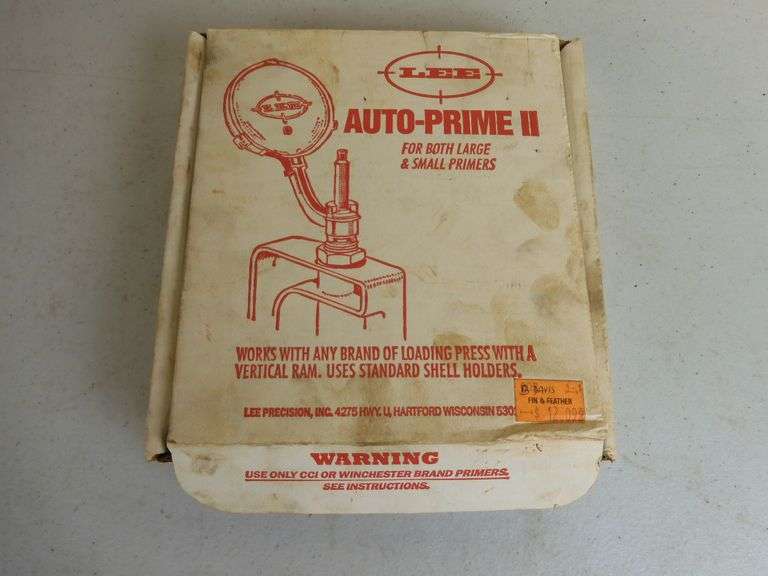 LEE
LEE
AUTO-PRIME II
FOR BOTH LARGE
& SMALL PRIMERS
WORKS WITH ANY BRAND OF LOADING PRESS WITH A
VERTICAL RAM. USES STANDARD SHELL HOLDERS.
FIN & FEATHER
LEE PRECISION, INC. 4275 HWY. U, HARTFORD WISCONSIN
WARNING
USE ONLY CCI OR WINCHESTER BRAND PRIMERS.
SEE INSTRUCTIONS.